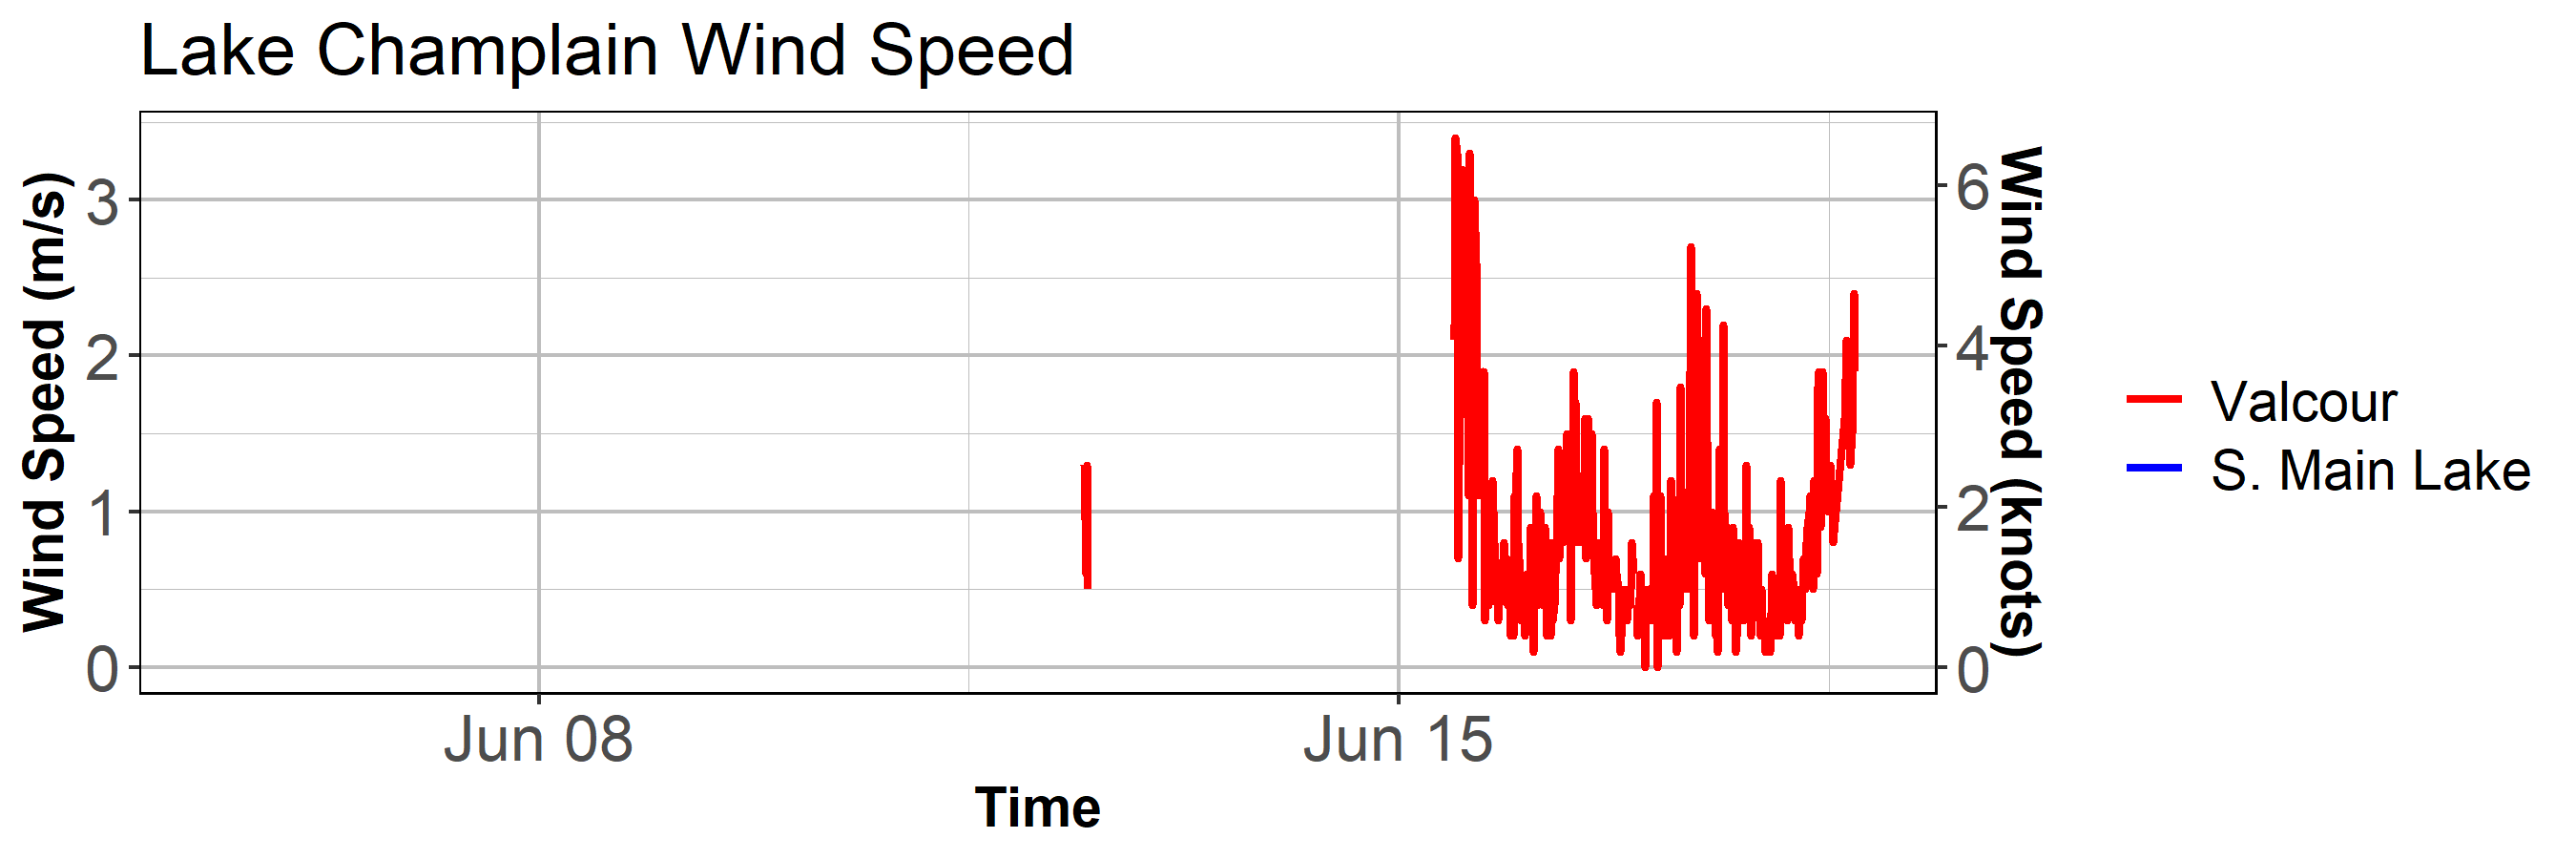 Lake Champlain Wind Speed
Wind Speed (m/s)
3
2
1
0
6
4
2
0
Wind Speed (knots)
Jun 08
Jun 15
Time
Valcour
S. Main Lake